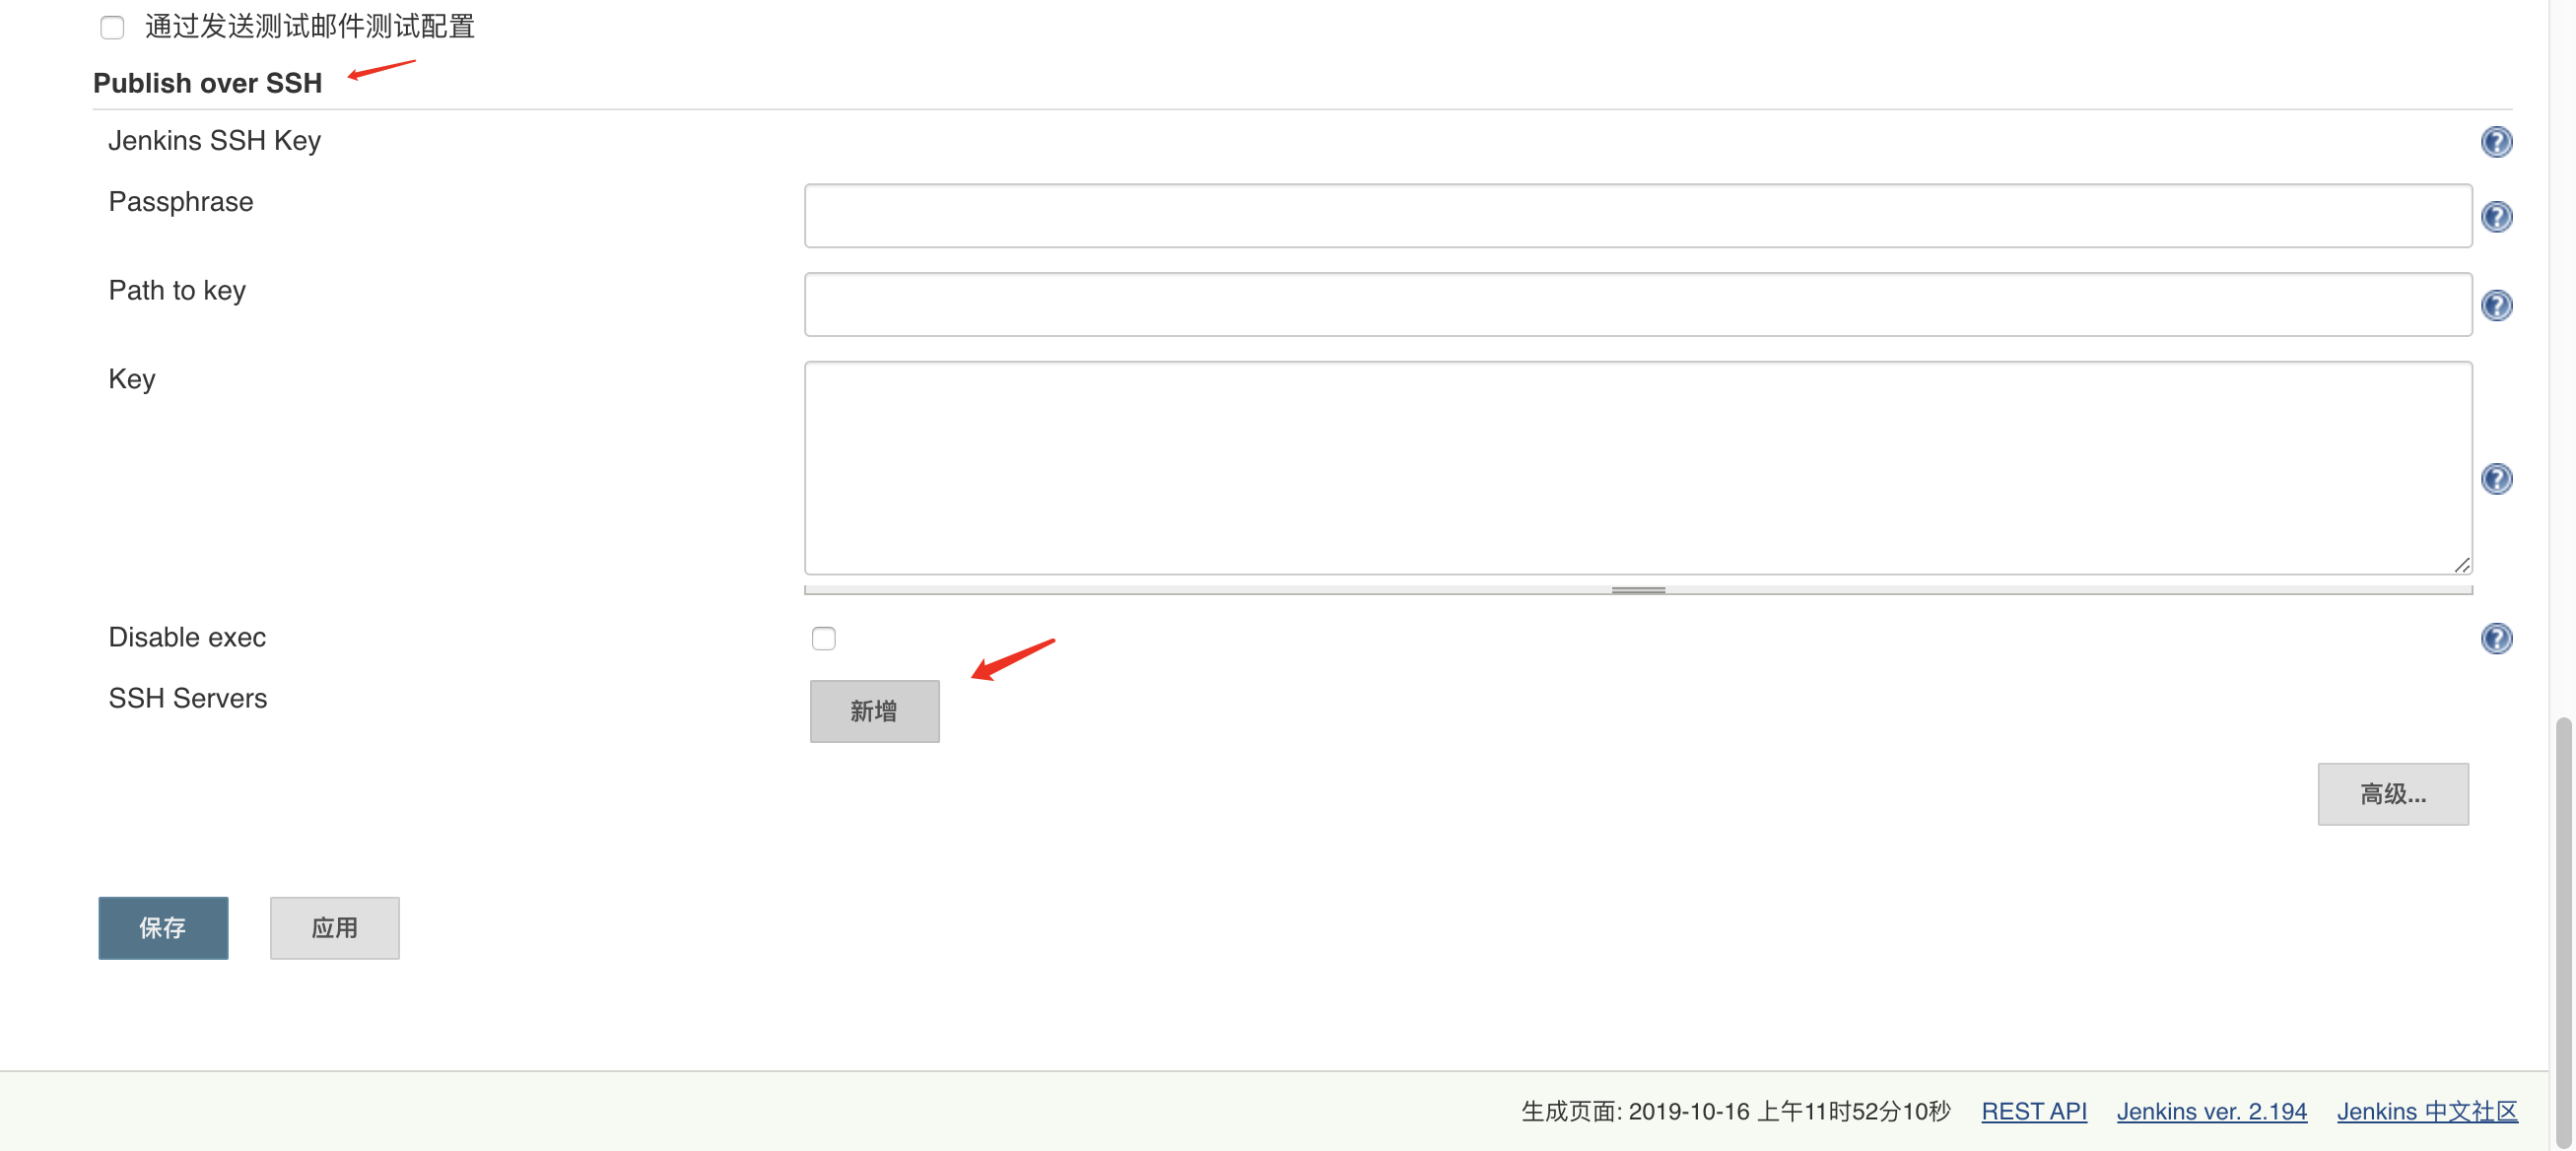 通过发送测试邮件测试配置
Publish over SSH
Jenkins SSH Key
Passphrase
Path to key
Key
Disable exec
SSH Servers
新增
高级...
保存
应用
生成页面: 2019-10-16 上午11时52分10秒 REST API Jenkins ver. 2.194 Jenkins 中文社区